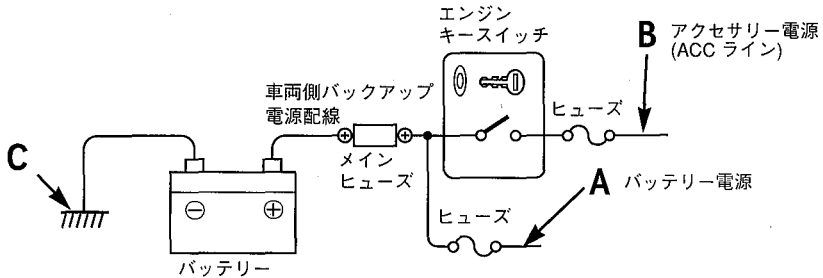 エンジン
キースイッチ
B
アクセサリー電源
(ACC ライン)
車両側バックアップ
電源配線
ヒューズ
C
メイン
ヒューズ
A
バッテリー電源
ヒューズ
⊖
⊕
バッテリー